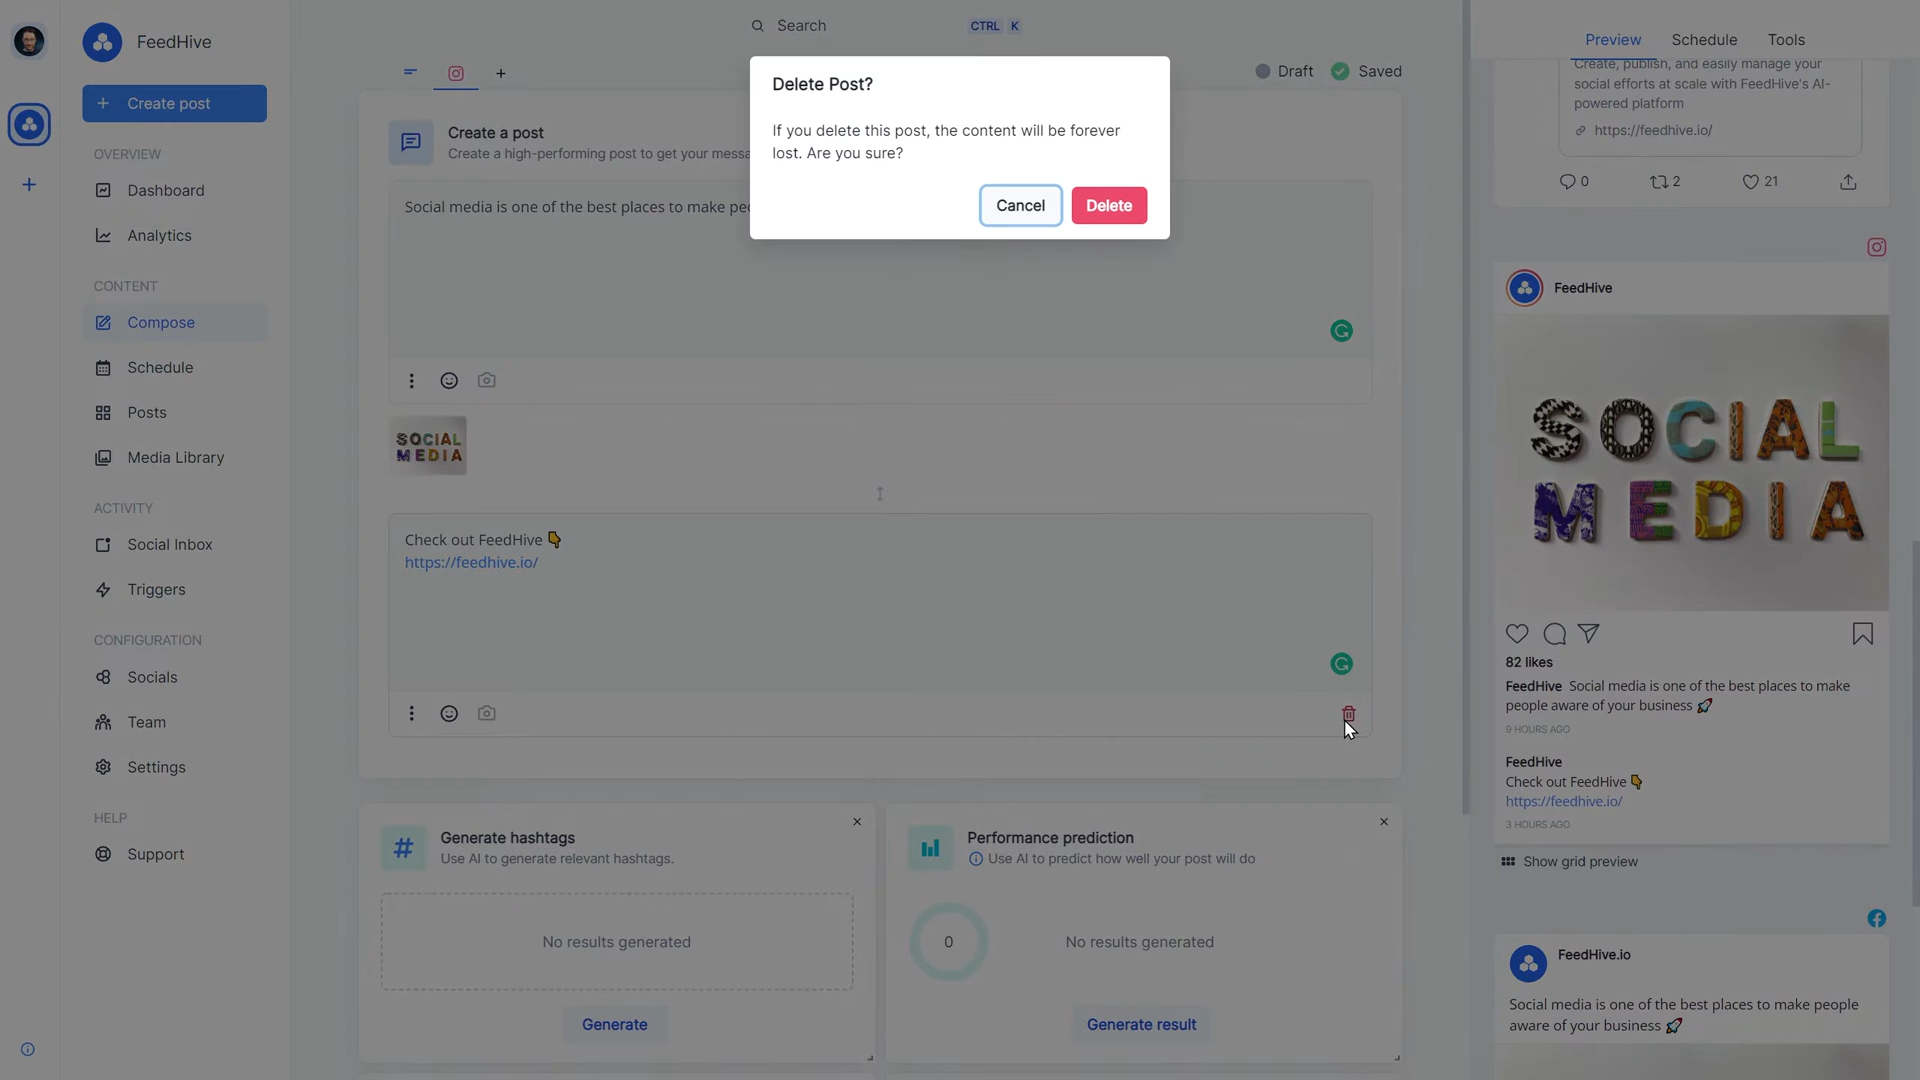 FeedHive
Create post
OVERVIEW
Dashboard
Analytics
CONTENT
Compose
Schedule
Posts
Media Library
ACTIVITY
Social Inbox
Triggers
CONFIGURATION
Socials
Team
Settings
HELP
Support
Search
CTRL K
Draft
Saved
Create a post
Create a high-performing post to get your messa
Social media is one of the best places to make peo
SOCIAL
MEDIA
Check out FeedHive 👇
https://feedhive.io/
Delete Post?
If you delete this post, the content will be forever
lost. Are you sure?
Cancel
Delete
Generate hashtags
Use AI to generate relevant hashtags.
No results generated
Generate
Performance prediction
Use AI to predict how well your post will do
0
No results generated
Generate result
Preview
Schedule
Tools
Create, publish, and easily manage your
social efforts at scale with FeedHive's AI-
powered platform
https://feedhive.io/
0
2
21
FeedHive
SOCIAL
MEDIA
82 likes
FeedHive Social media is one of the best places to make
people aware of your business 🚀
9 HOURS AGO
FeedHive
Check out FeedHive 👇
https://feedhive.io/
3 HOURS AGO
Show grid preview
FeedHive.io
Social media is one of the best places to make people
aware of your business 🚀